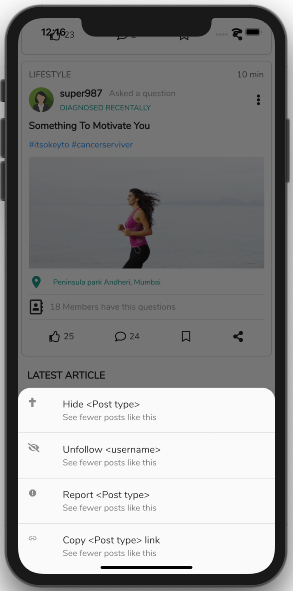 12:16
23
LIFESTYLE
10 min
super987 Asked a question
DIAGNOSED RECENTALLY
Something To Motivate You
#itsokeyto #cancerserviver
Peninsula park Andheri, Mumbai
18 Members have this questions
25
24
LATEST ARTICLE
Hide <Post type>
See fewer posts like this
Unfollow <username>
See fewer posts like this
Report <Post type>
See fewer posts like this
Copy <Post type> link
See fewer posts like this